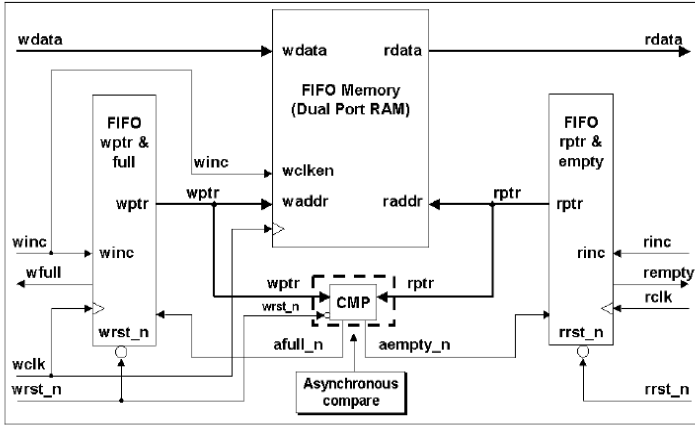 wdata
wdata
rdata
rdata
FIFO Memory
(Dual Port RAM)
FIFO
wptr &
full
FIFO
rptr &
empty
winc
wclken
wptr
wptr
waddr
raddr
rptr
rptr
winc
winc
rinc
rinc
wfull
wptr
rptr
rempty
CMP
wrst_n
rclk
wrst_n
afull_n
aempty_n
rrst_n
wclk
Asynchronous
compare
wrst_n
rrst_n